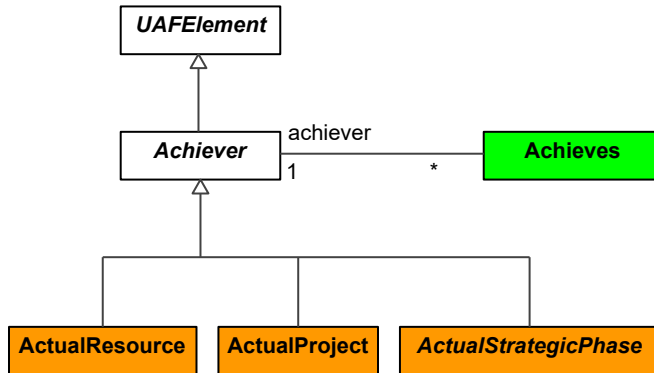 UAFElement
achiever
Achiever
Achieves
1
*
ActualResource
ActualProject
ActualStrategicPhase